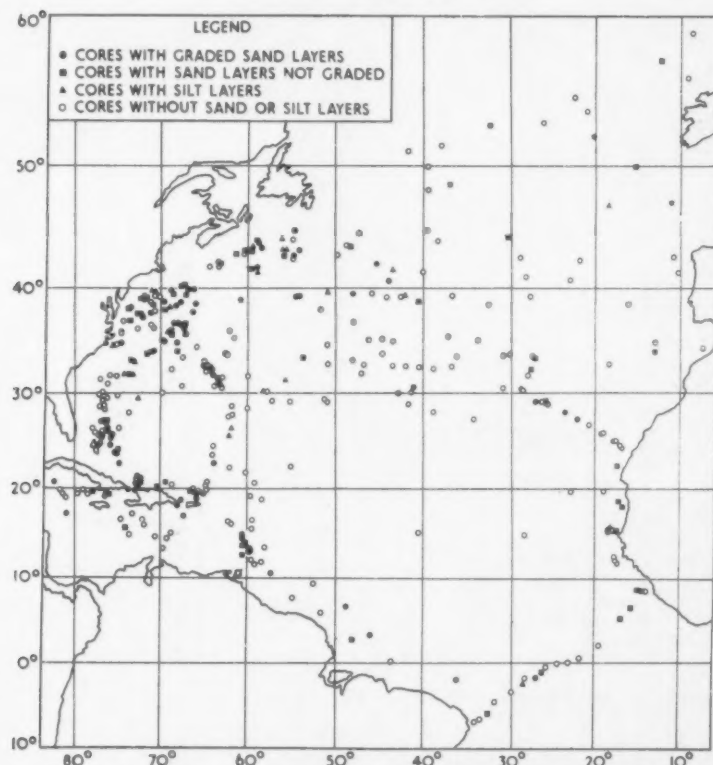 LEGEND
CORES WITH GRADED SAND LAYERS
CORES WITH SAND LAYERS NOT GRADED
CORES WITH SILT LAYERS
CORES WITHOUT SAND OR SILT LAYERS
60°
50°
40°
30°
20°
10°
0°
10°
80° 70° 60° 50° 40° 30° 20° 10°